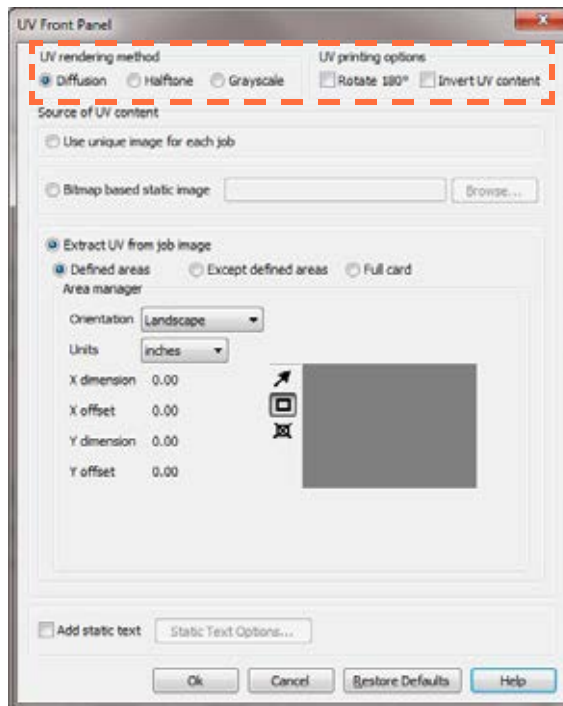 UV Front Panel
UV rendering method UV printing options
Diffusion Halftone Grayscale Rotate 180° Invert UV content
Source of UV content
Use unique image for each job
Bitmap based static image Browse...
Extract UV from job image
Defined areas Except defined areas Full card
Area manager
Orientation Landscape
Units inches
X dimension 0.00
X offset 0.00
Y dimension 0.00
Y offset 0.00
Add static text Static Text Options...
Ok Cancel Restore Defaults Help